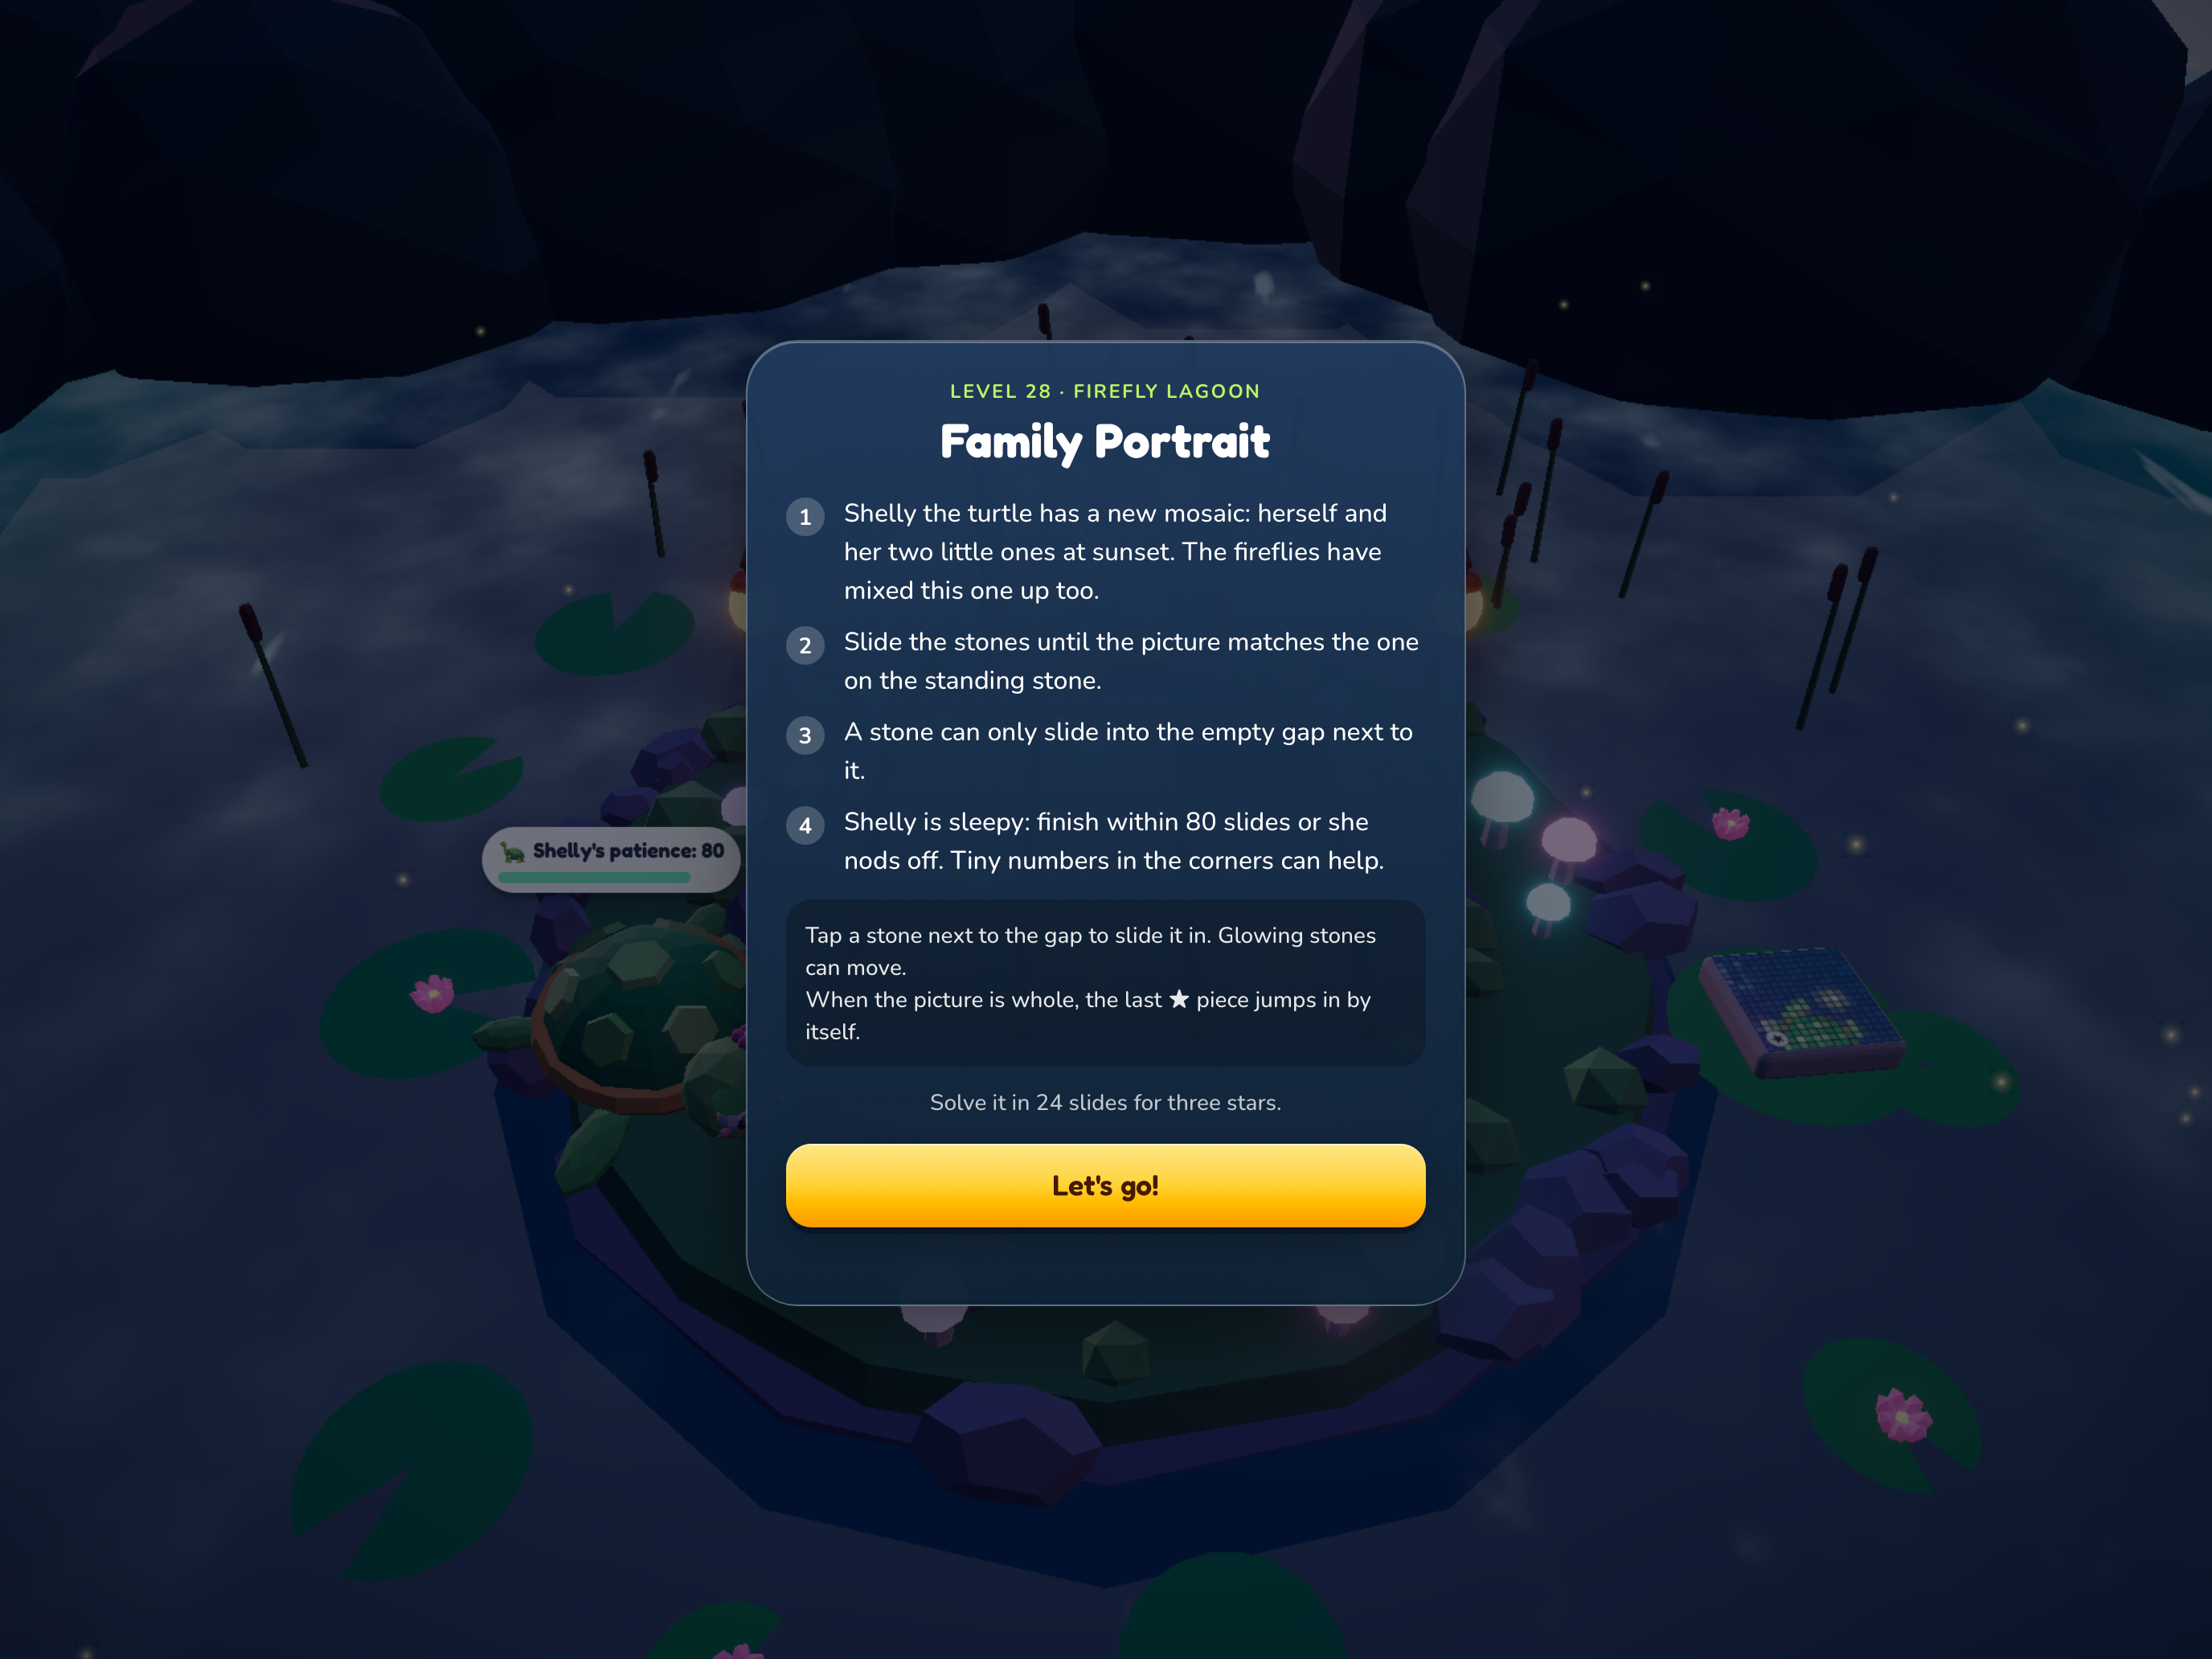 LEVEL 28 · FIREFLY LAGOON
Family Portrait
1 Shelly the turtle has a new mosaic: herself and
her two little ones at sunset. The fireflies have
mixed this one up too.
2 Slide the stones until the picture matches the one
on the standing stone.
3 A stone can only slide into the empty gap next to
it.
4 Shelly is sleepy: finish within 80 slides or she
nods off. Tiny numbers in the corners can help.
Shelly's patience: 80
Tap a stone next to the gap to slide it in. Glowing stones
can move.
When the picture is whole, the last ★ piece jumps in by
itself.
Solve it in 24 slides for three stars.
Let's go!